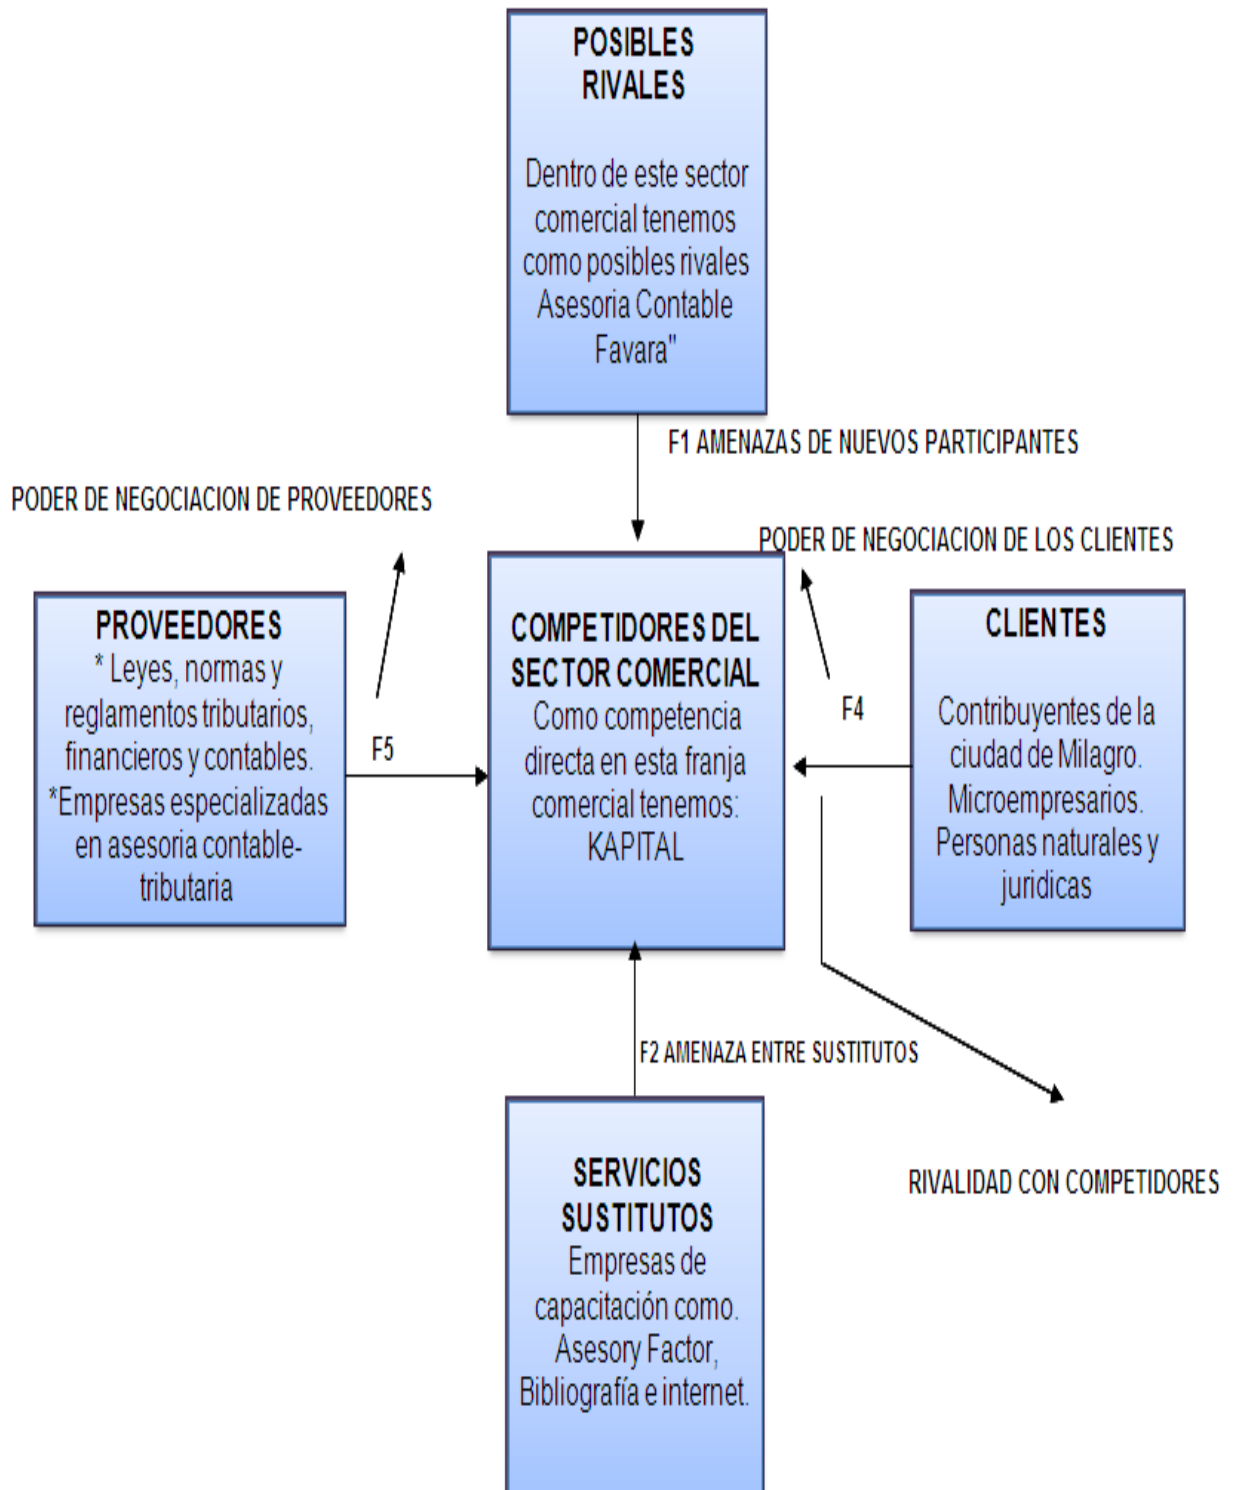 POSIBLES
RIVALES
Dentro de este sector
comercial tenemos
como posibles rivales
Asesoria Contable
Favara"
F1 AMENAZAS DE NUEVOS PARTICIPANTES
PODER DE NEGOCIACION DE PROVEEDORES
PODER DE NEGOCIACION DE LOS CLIENTES
PROVEEDORES
* Leyes, normas y
reglamentos tributarios,
financieros y contables.
*Empresas especializadas
en asesoria contable-
tributaria
F5
COMPETIDORES DEL
SECTOR COMERCIAL
Como competencia
directa en esta franja
comercial tenemos:
KAPITAL
F4
CLIENTES
Contribuyentes de la
ciudad de Milagro.
Microempresarios.
Personas naturales y
juridicas
F2 AMENAZA ENTRE SUSTITUTOS
RIVALIDAD CON COMPETIDORES
SERVICIOS
SUSTITUTOS
Empresas de
capacitación como.
Asesory Factor,
Bibliografía e internet.